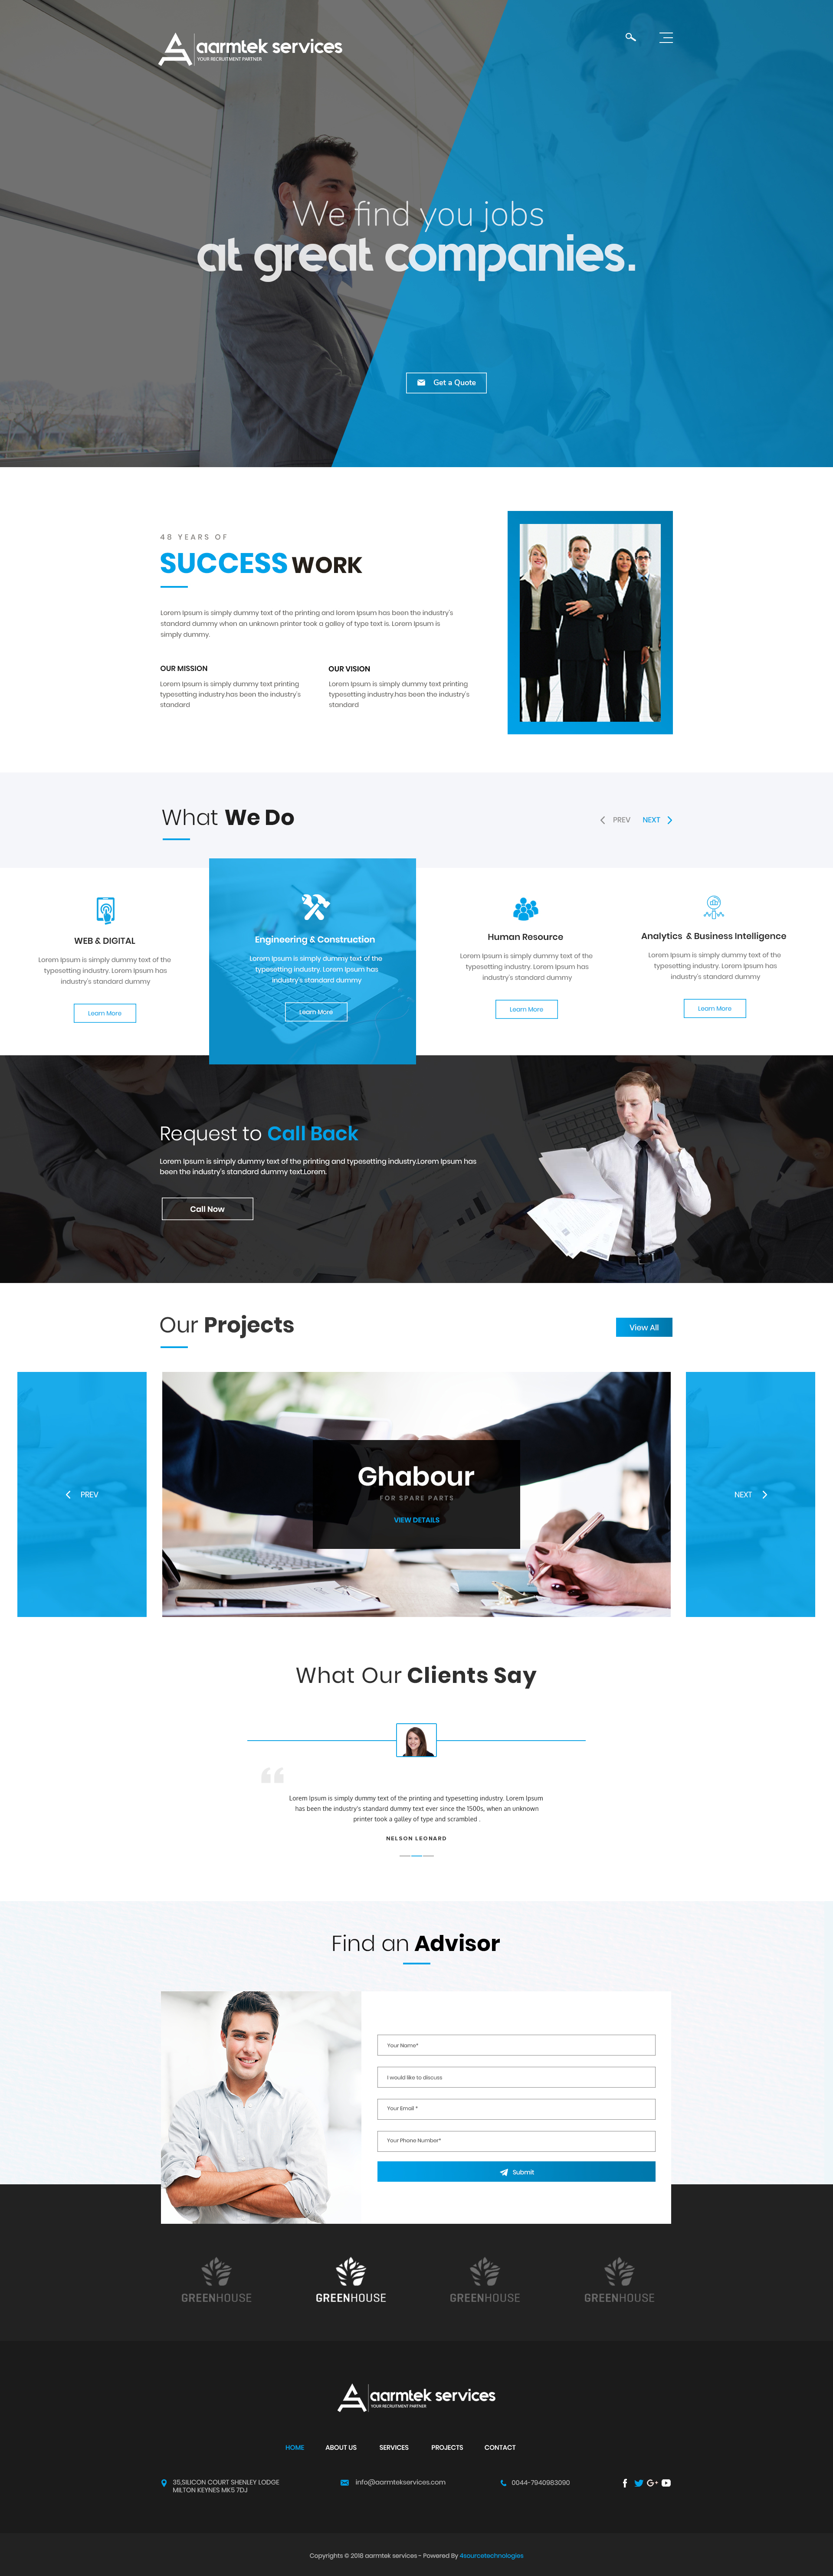 aarmtek services
YOUR RECRUITMENT PARTNER
We find you jobs
at great companies.
Get a Quote
48 YEARS OF
SUCCESS WORK
Lorem Ipsum is simply dummy text of the printing and lorem Ipsum has been the industry's
standard dummy when an unknown printer took a galley of type text is. Lorem Ipsum is
simply dummy.
OUR MISSION
Lorem Ipsum is simply dummy text printing
typesetting industry.has been the industry's
standard
OUR VISION
Lorem Ipsum is simply dummy text printing
typesetting industry.has been the industry's
standard
What We Do
PREV NEXT
WEB & DIGITAL
Lorem Ipsum is simply dummy text of the
typesetting industry. Lorem Ipsum has
industry's standard dummy
Learn More
Engineering & Construction
Lorem Ipsum is simply dummy text of the
typesetting industry. Lorem Ipsum has
industry's standard dummy
Learn More
Human Resource
Lorem Ipsum is simply dummy text of the
typesetting industry. Lorem Ipsum has
industry's standard dummy
Learn More
Analytics & Business Intelligence
Lorem Ipsum is simply dummy text of the
typesetting industry. Lorem Ipsum has
industry's standard dummy
Learn More
Request to Call Back
Lorem Ipsum is simply dummy text of the printing and typesetting industry.Lorem Ipsum has
been the industry's standard dummy text.Lorem.
Call Now
Our Projects
View All
PREV
Ghabour
FOR SPARE PARTS
VIEW DETAILS
NEXT
What Our Clients Say
Lorem Ipsum is simply dummy text of the printing and typesetting industry. Lorem Ipsum
has been the industry's standard dummy text ever since the 1500s, when an unknown
printer took a galley of type and scrambled .
NELSON LEONARD
Find an Advisor
Your Name*
I would like to discuss
Your Email *
Your Phone Number*
Submit
GREENHOUSE
GREENHOUSE
GREENHOUSE
GREENHOUSE
aarmtek services
YOUR RECRUITMENT PARTNER
HOME ABOUT US SERVICES PROJECTS CONTACT
35,SILICON COURT SHENLEY LODGE
MILTON KEYNES MK5 7DJ
info@aarmtekservices.com
0044-7940983090
Copyrights © 2018 aarmtek services - Powered By 4sourcetechnologies